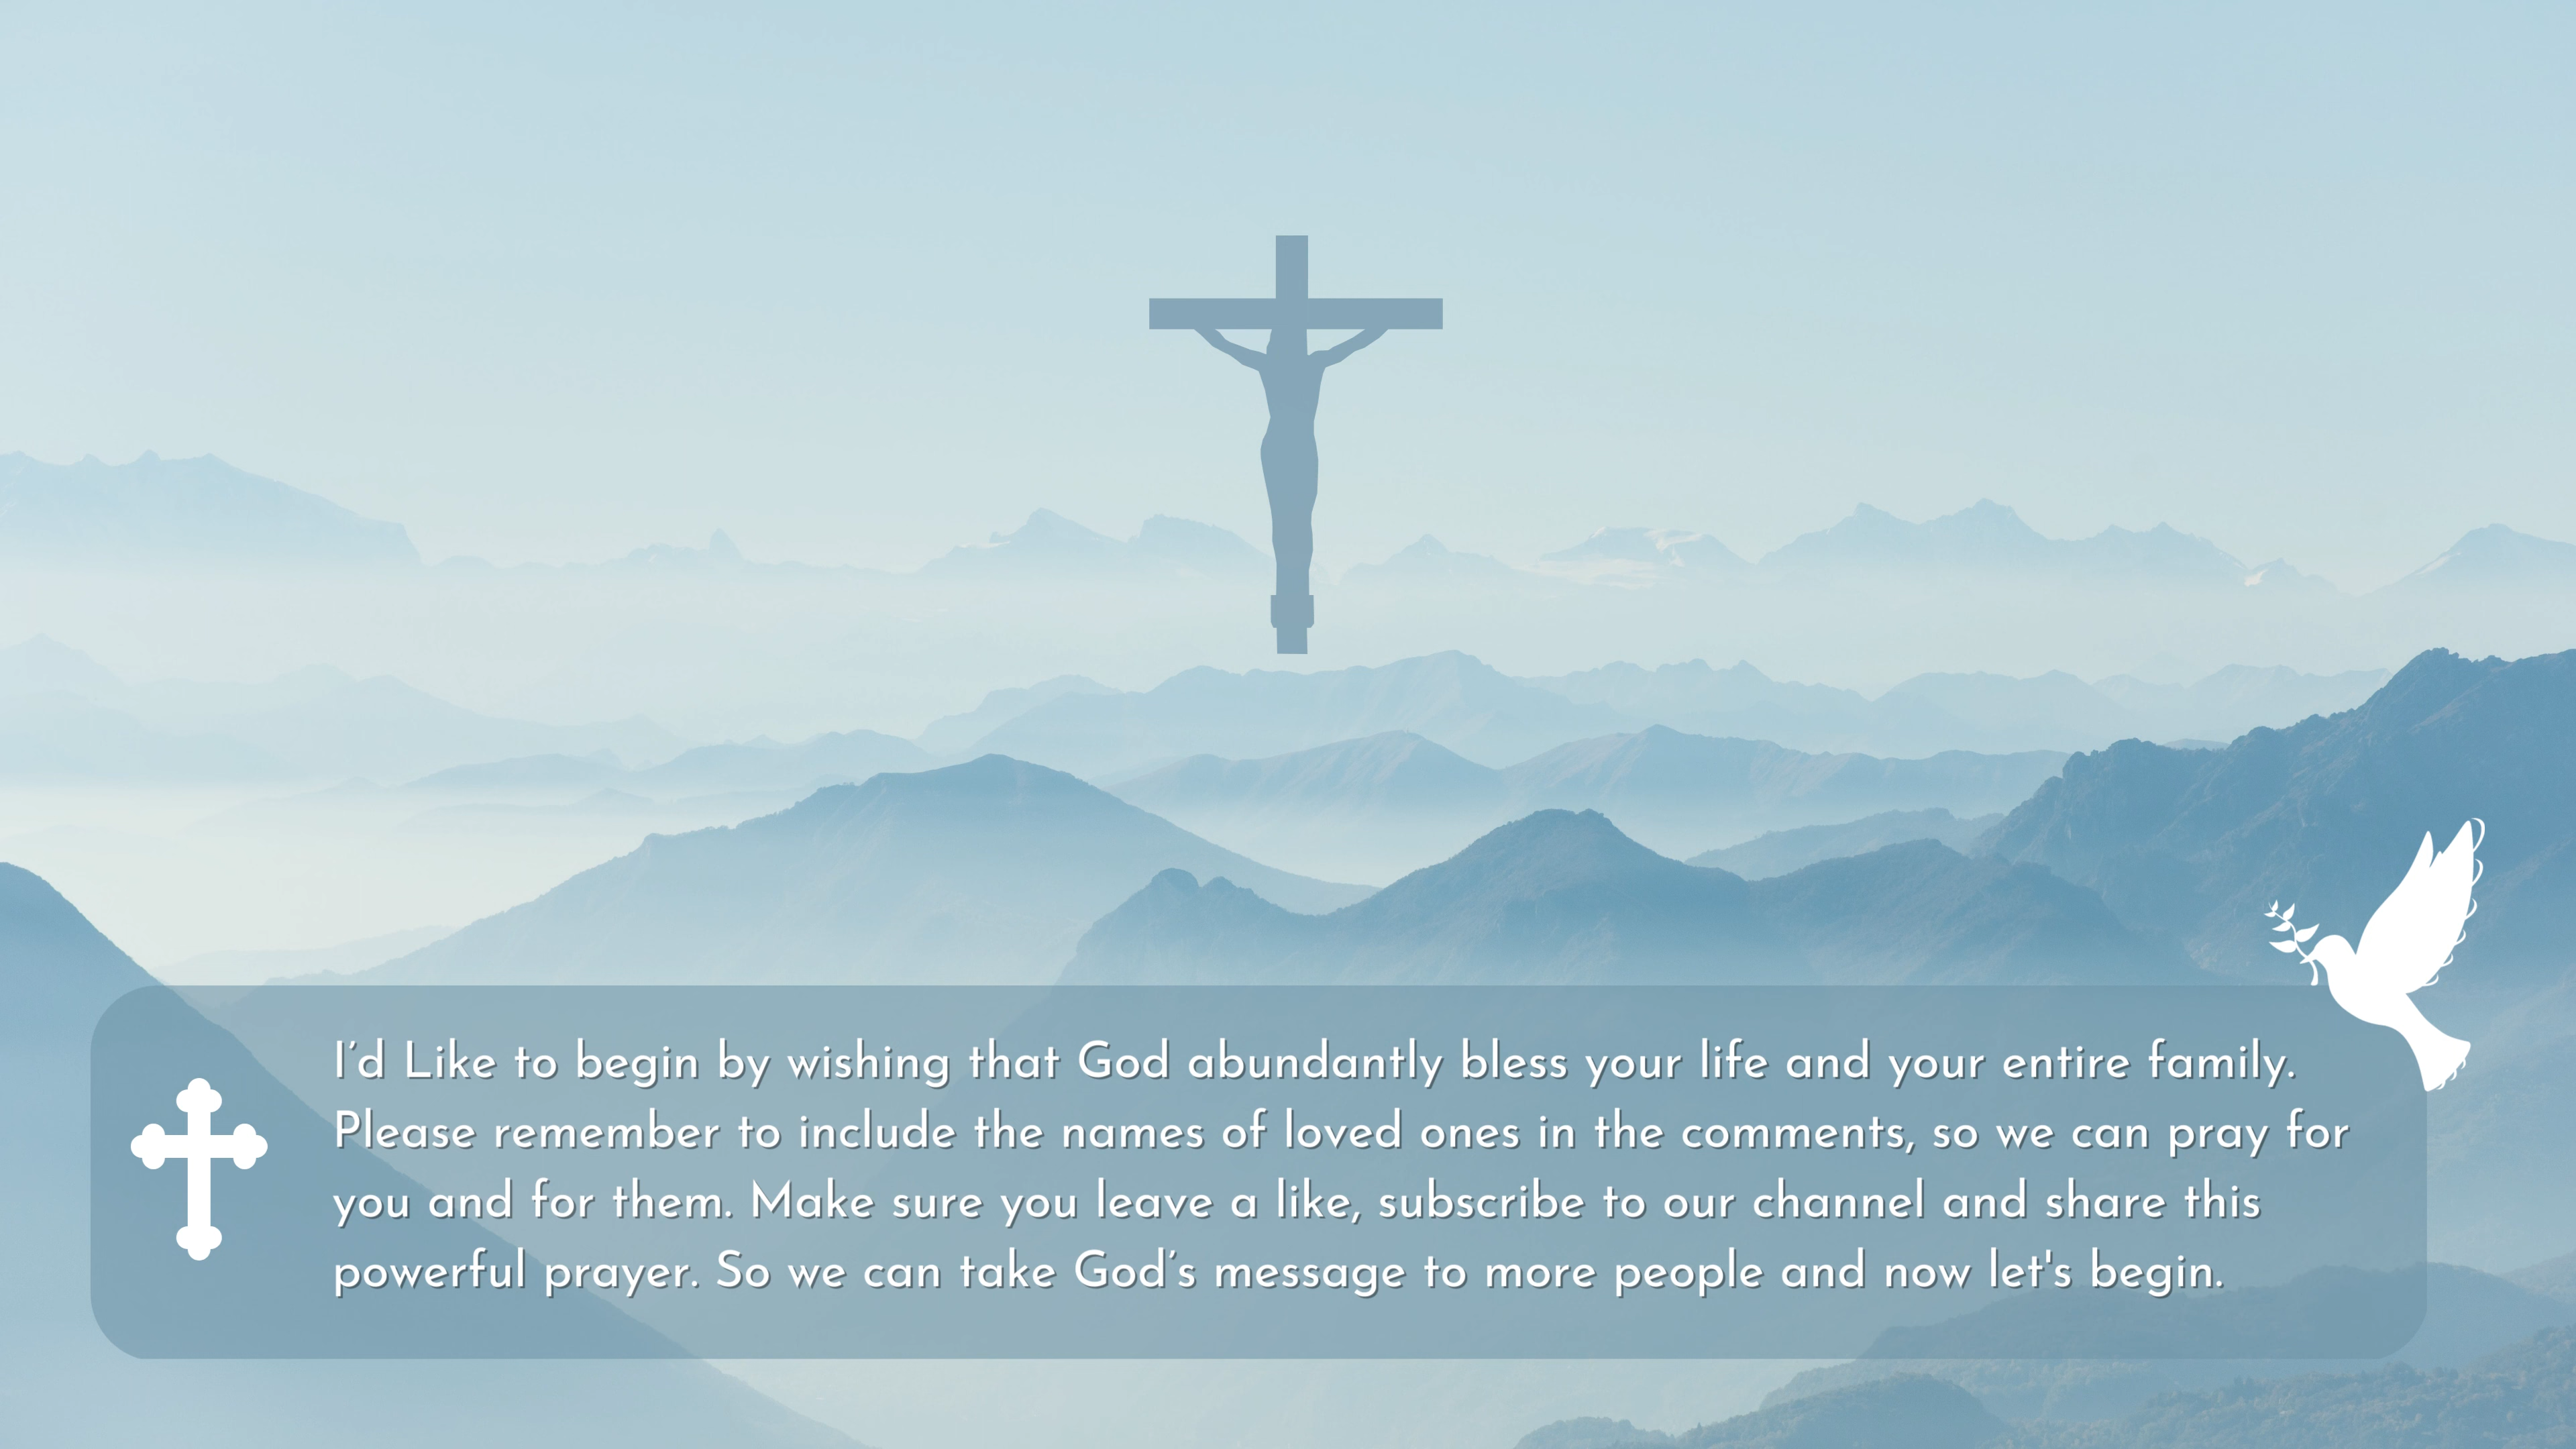 I’d Like to begin by wishing that God abundantly bless your life and your entire family.
Please remember to include the names of loved ones in the comments, so we can pray for
you and for them. Make sure you leave a like, subscribe to our channel and share this
powerful prayer. So we can take God’s message to more people and now let's begin.